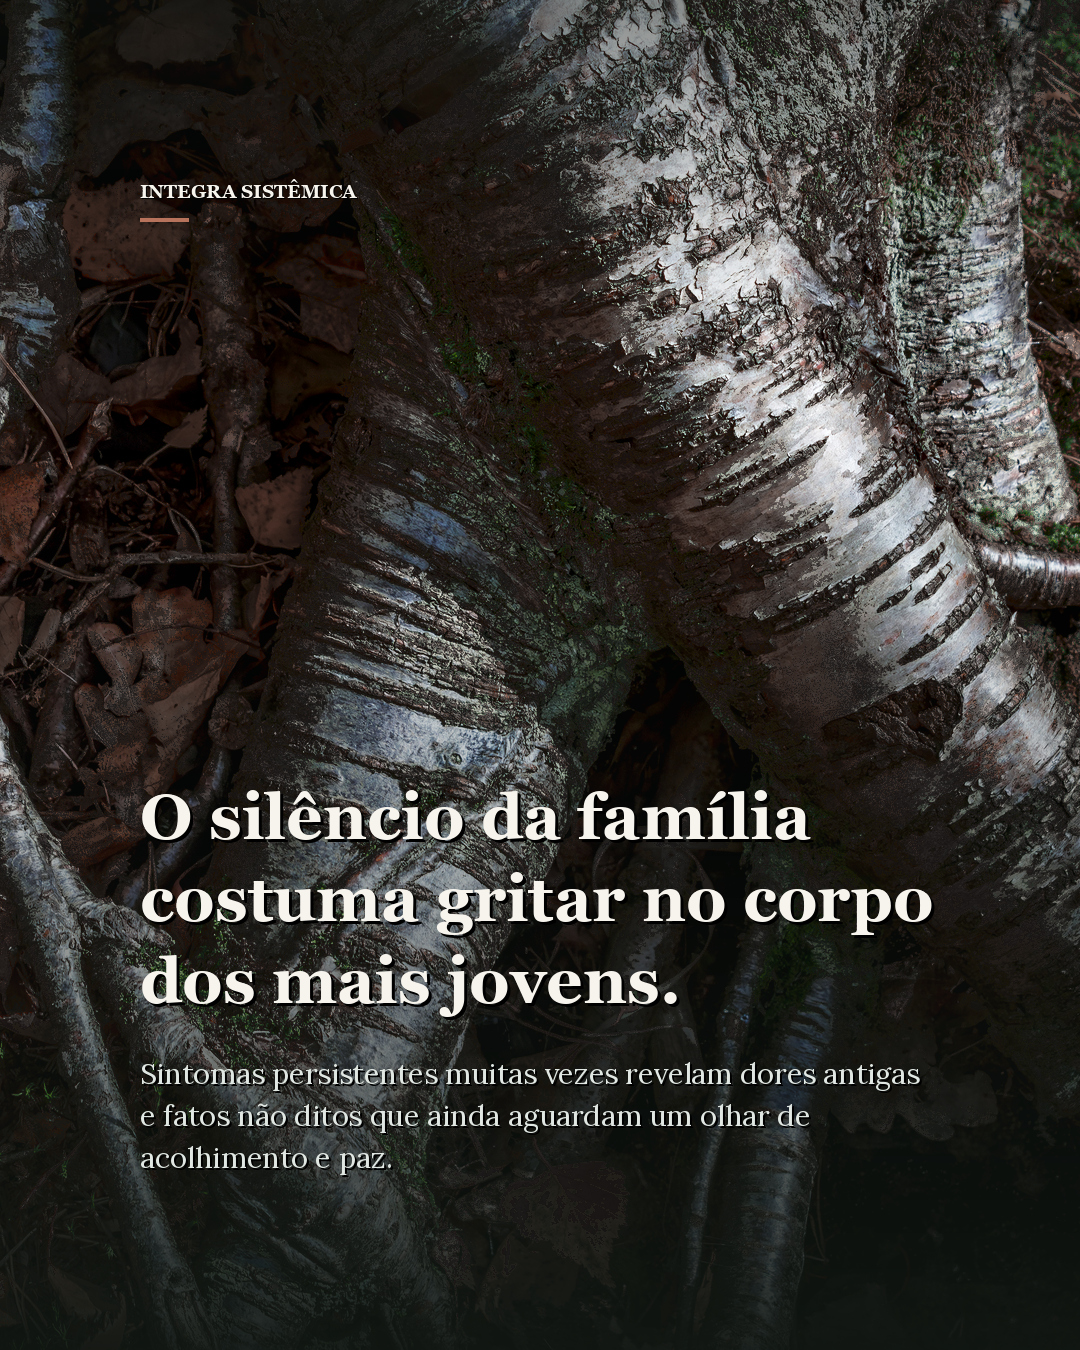 INTEGRA SISTÊMICA
O silêncio da família
costuma gritar no corpo
dos mais jovens.
Sintomas persistentes muitas vezes revelam dores antigas
e fatos não ditos que ainda aguardam um olhar de
acolhimento e paz.